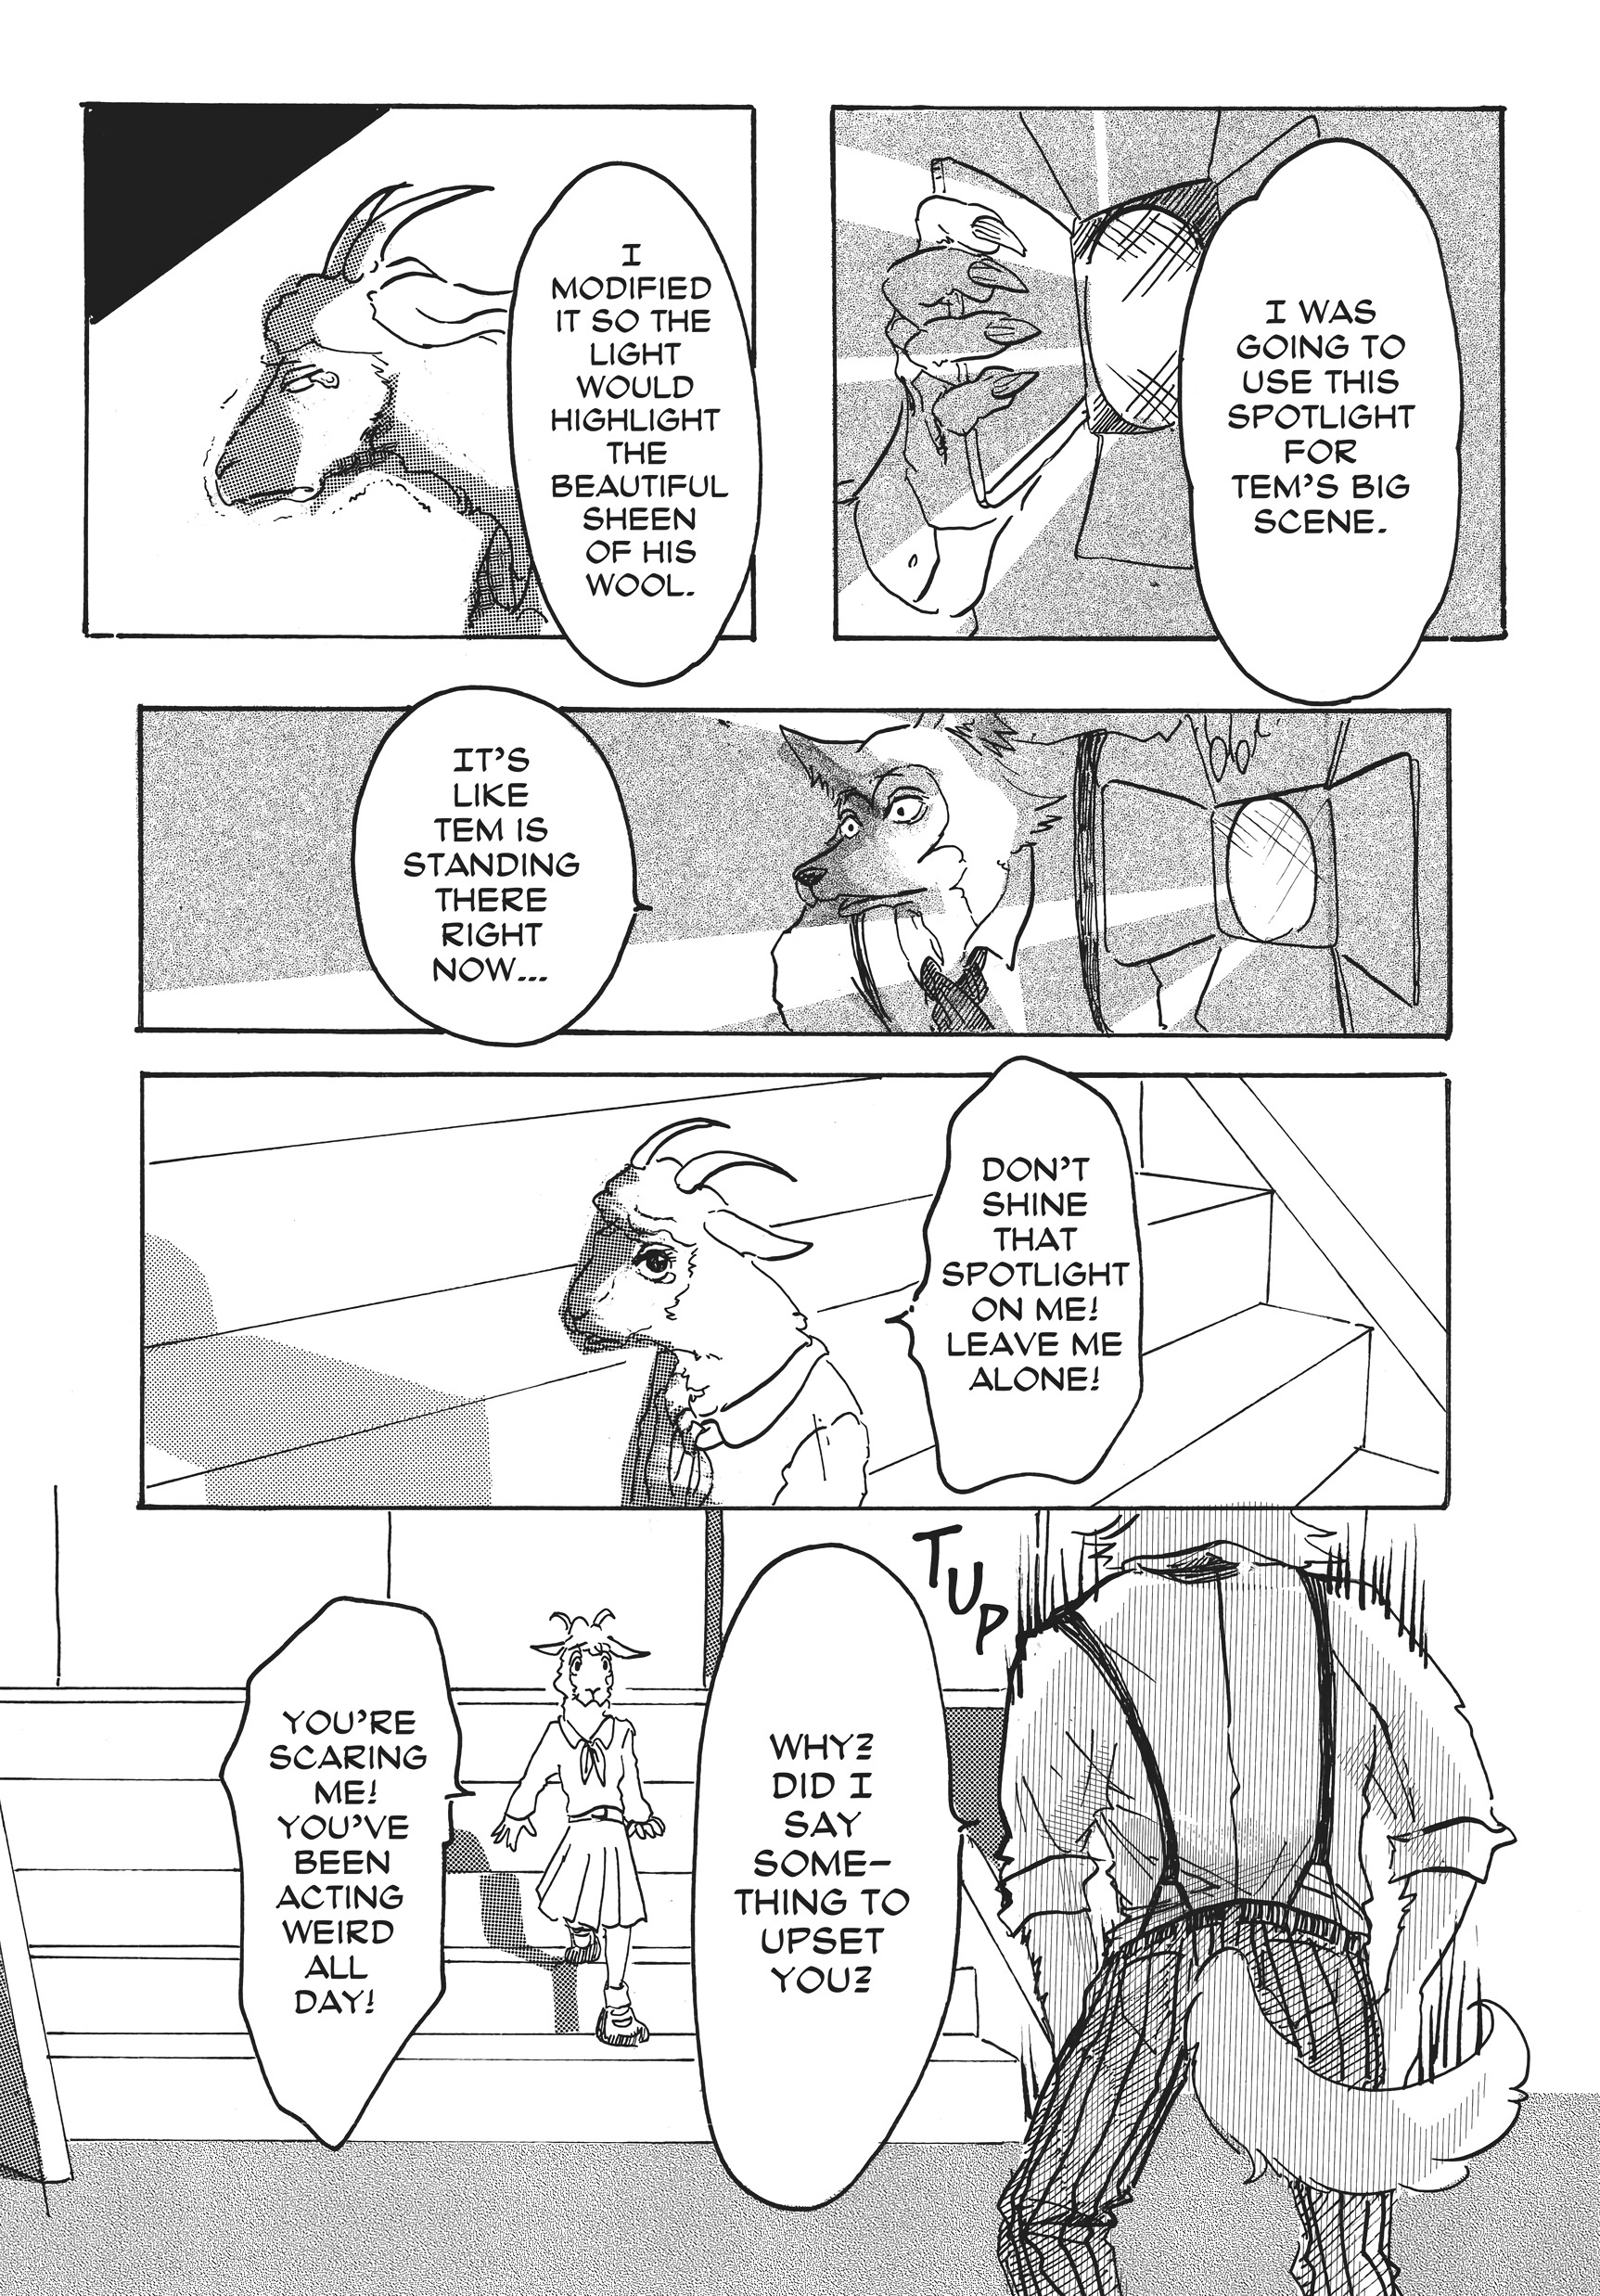 I WAS
GOING TO
USE THIS
SPOTLIGHT
FOR
TEM'S BIG
SCENE.
I
MODIFIED
IT SO THE
LIGHT
WOULD
HIGHLIGHT
THE
BEAUTIFUL
SHEEN
OF HIS
WOOL.
IT'S
LIKE
TEM IS
STANDING
THERE
RIGHT
NOW...
DON'T
SHINE
THAT
SPOTLIGHT
ON ME!
LEAVE ME
ALONE!
TUP
WHY?
DID I
SAY
SOME-
THING TO
UPSET
YOU?
YOU'RE
SCARING
ME!
YOU'VE
BEEN
ACTING
WEIRD
ALL
DAY!